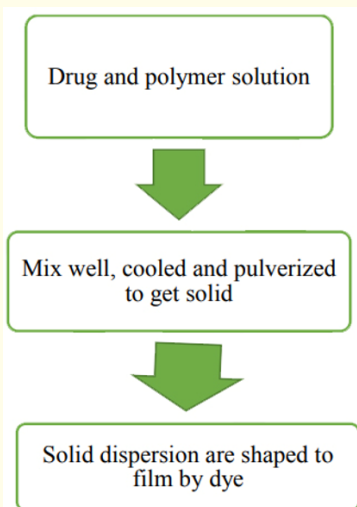 Drug and polymer solution
Mix well, cooled and pulverized
to get solid
Solid dispersion are shaped to
film by dye